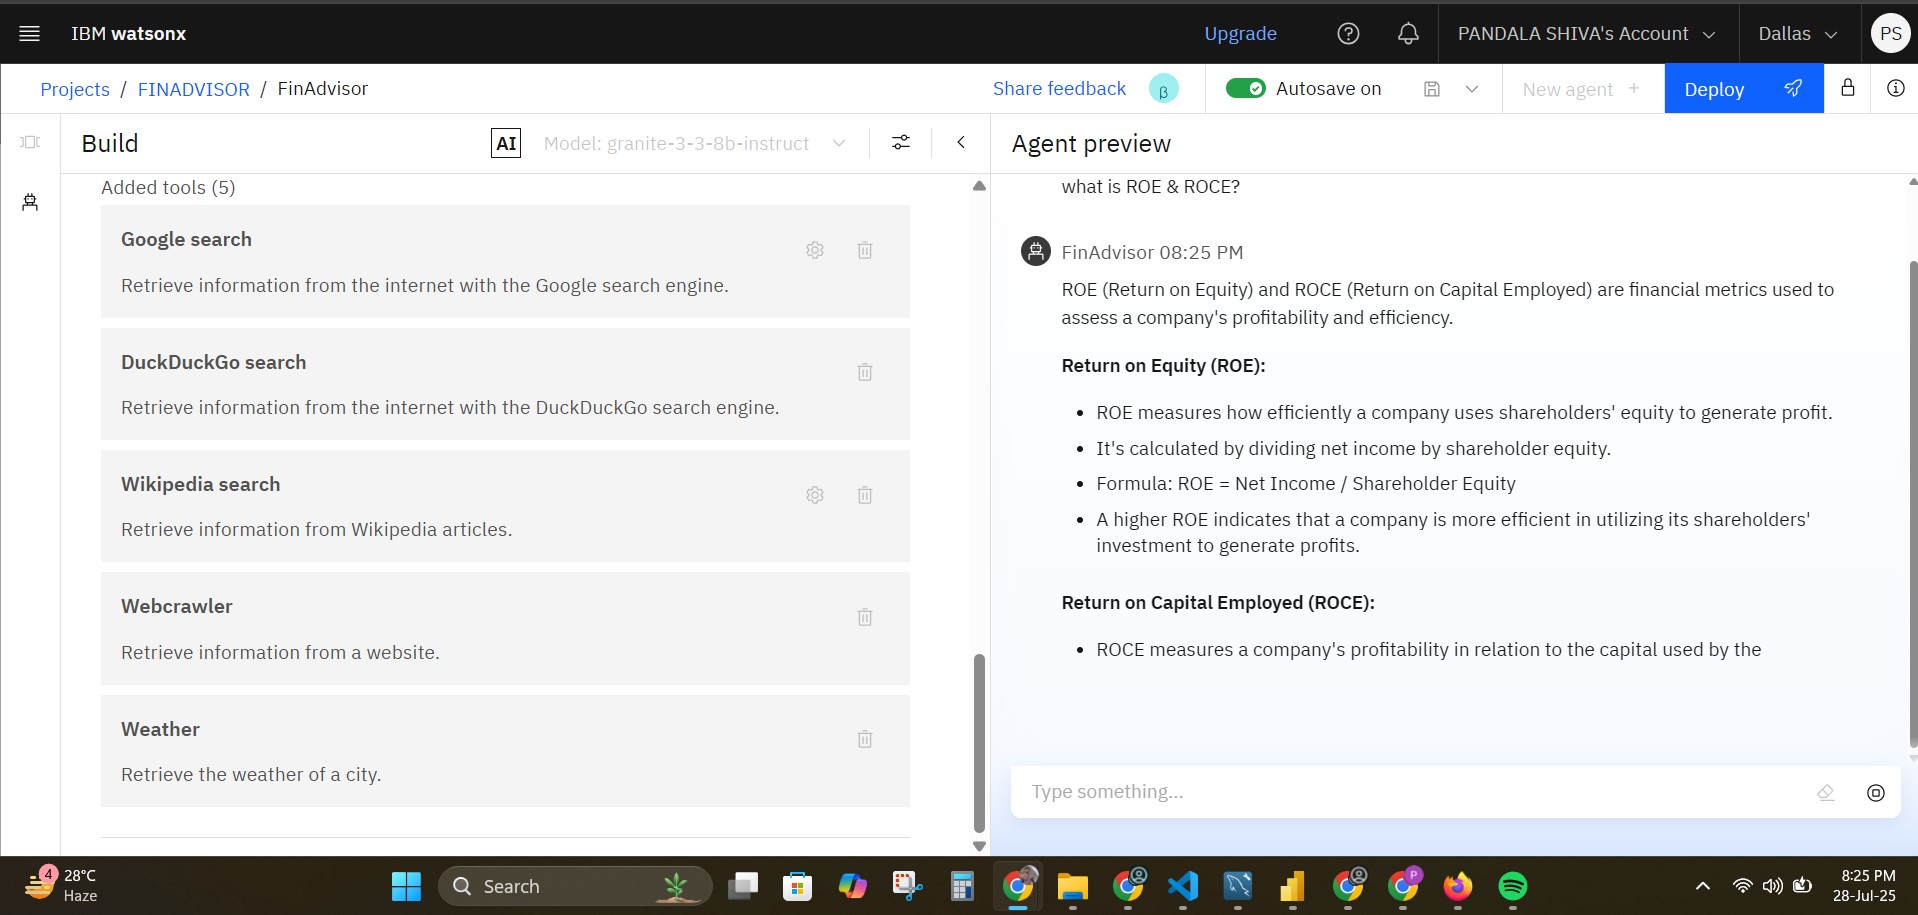 IBM watsonx
Upgrade
PANDALA SHIVA's Account
Dallas
PS
Projects / FINADVISOR / FinAdvisor
Share feedback
β
Autosave on
New agent +
Deploy
Build
AI
Model: granite-3-3-8b-instruct
Added tools (5)
Google search
Retrieve information from the internet with the Google search engine.
DuckDuckGo search
Retrieve information from the internet with the DuckDuckGo search engine.
Wikipedia search
Retrieve information from Wikipedia articles.
Webcrawler
Retrieve information from a website.
Weather
Retrieve the weather of a city.
Agent preview
what is ROE & ROCE?
FinAdvisor 08:25 PM
ROE (Return on Equity) and ROCE (Return on Capital Employed) are financial metrics used to
assess a company's profitability and efficiency.
Return on Equity (ROE):
• ROE measures how efficiently a company uses shareholders' equity to generate profit.
• It's calculated by dividing net income by shareholder equity.
• Formula: ROE = Net Income / Shareholder Equity
• A higher ROE indicates that a company is more efficient in utilizing its shareholders'
investment to generate profits.
Return on Capital Employed (ROCE):
• ROCE measures a company's profitability in relation to the capital used by the
Type something...
4
28°C
Haze
Search
P
8:25 PM
28-Jul-25